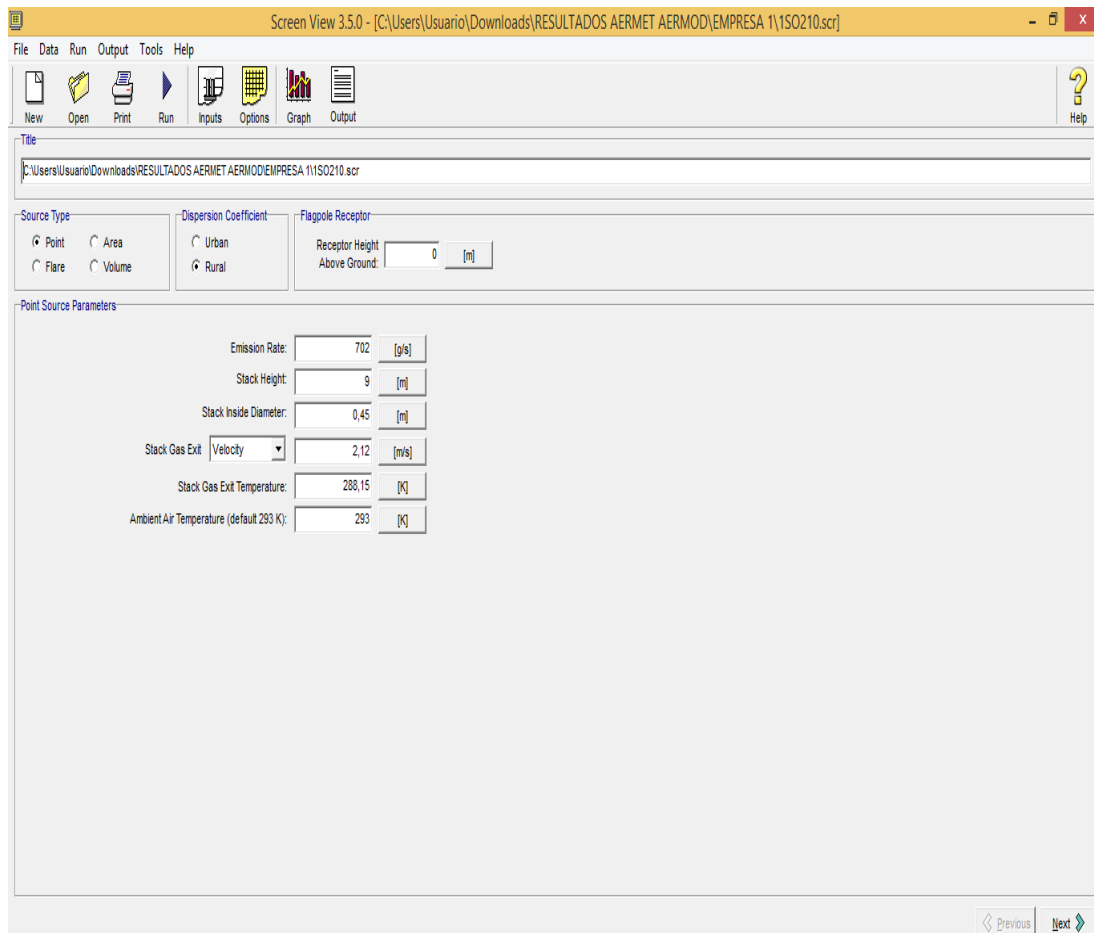 Screen View 3.5.0 - [C:\Users\Usuario\Downloads\RESULTADOS AERMET AERMOD\EMPRESA 1\1SO210.scr]
File Data Run Output Tools Help
New Open Print Run Inputs Options Graph Output Help
Title
C:\Users\Usuario\Downloads\RESULTADOS AERMET AERMOD\EMPRESA 1\1SO210.scr
Source Type Dispersion Coefficient Flagpole Receptor
Point Area Urban Receptor Height
Above Ground: 0 [m]
Flare Volume Rural
Point Source Parameters
Emission Rate: 702 [g/s]
Stack Height: 9 [m]
Stack Inside Diameter: 0,45 [m]
Stack Gas Exit Velocity 2,12 [m/s]
Stack Gas Exit Temperature: 288,15 [K]
Ambient Air Temperature (default 293 K): 293 [K]
Previous Next